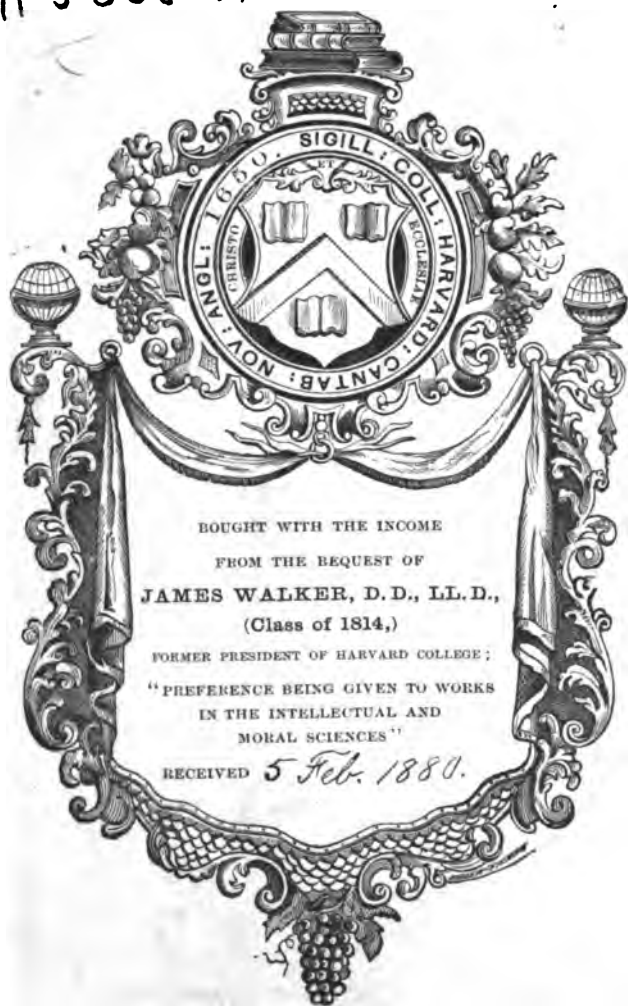 SIGILL: COLL: HARVARD: CANTAB: NOV: ANGL: 1650.
ET
CHRISTO
ECCLESIAE
BOUGHT WITH THE INCOME
FROM THE BEQUEST OF
JAMES WALKER, D.D., LL.D.,
(Class of 1814,)
FORMER PRESIDENT OF HARVARD COLLEGE;
"PREFERENCE BEING GIVEN TO WORKS
IN THE INTELLECTUAL AND
MORAL SCIENCES"
RECEIVED 5 Feb. 1880.